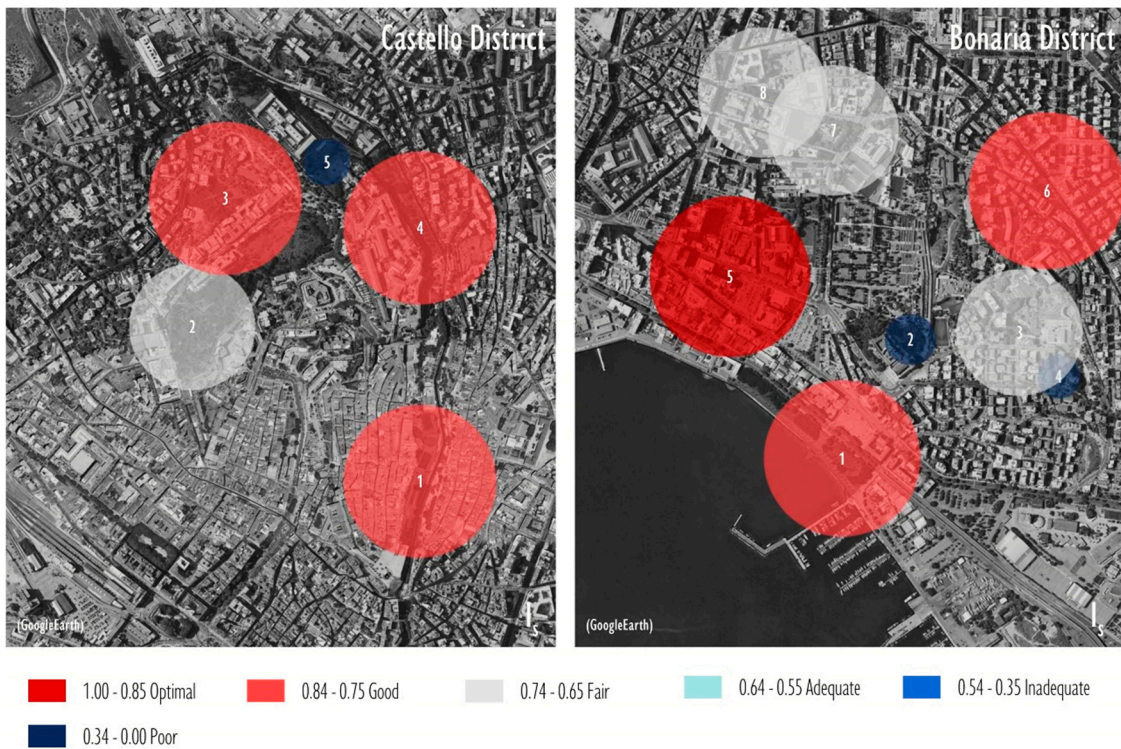 Castello District
Bonaria District
5
3
4
2
1
8
7
6
5
2
3
4
1
(GoogleEarth)
Is
(GoogleEarth)
Is
1.00 - 0.85 Optimal
0.84 - 0.75 Good
0.74 - 0.65 Fair
0.64 - 0.55 Adequate
0.54 - 0.35 Inadequate
0.34 - 0.00 Poor